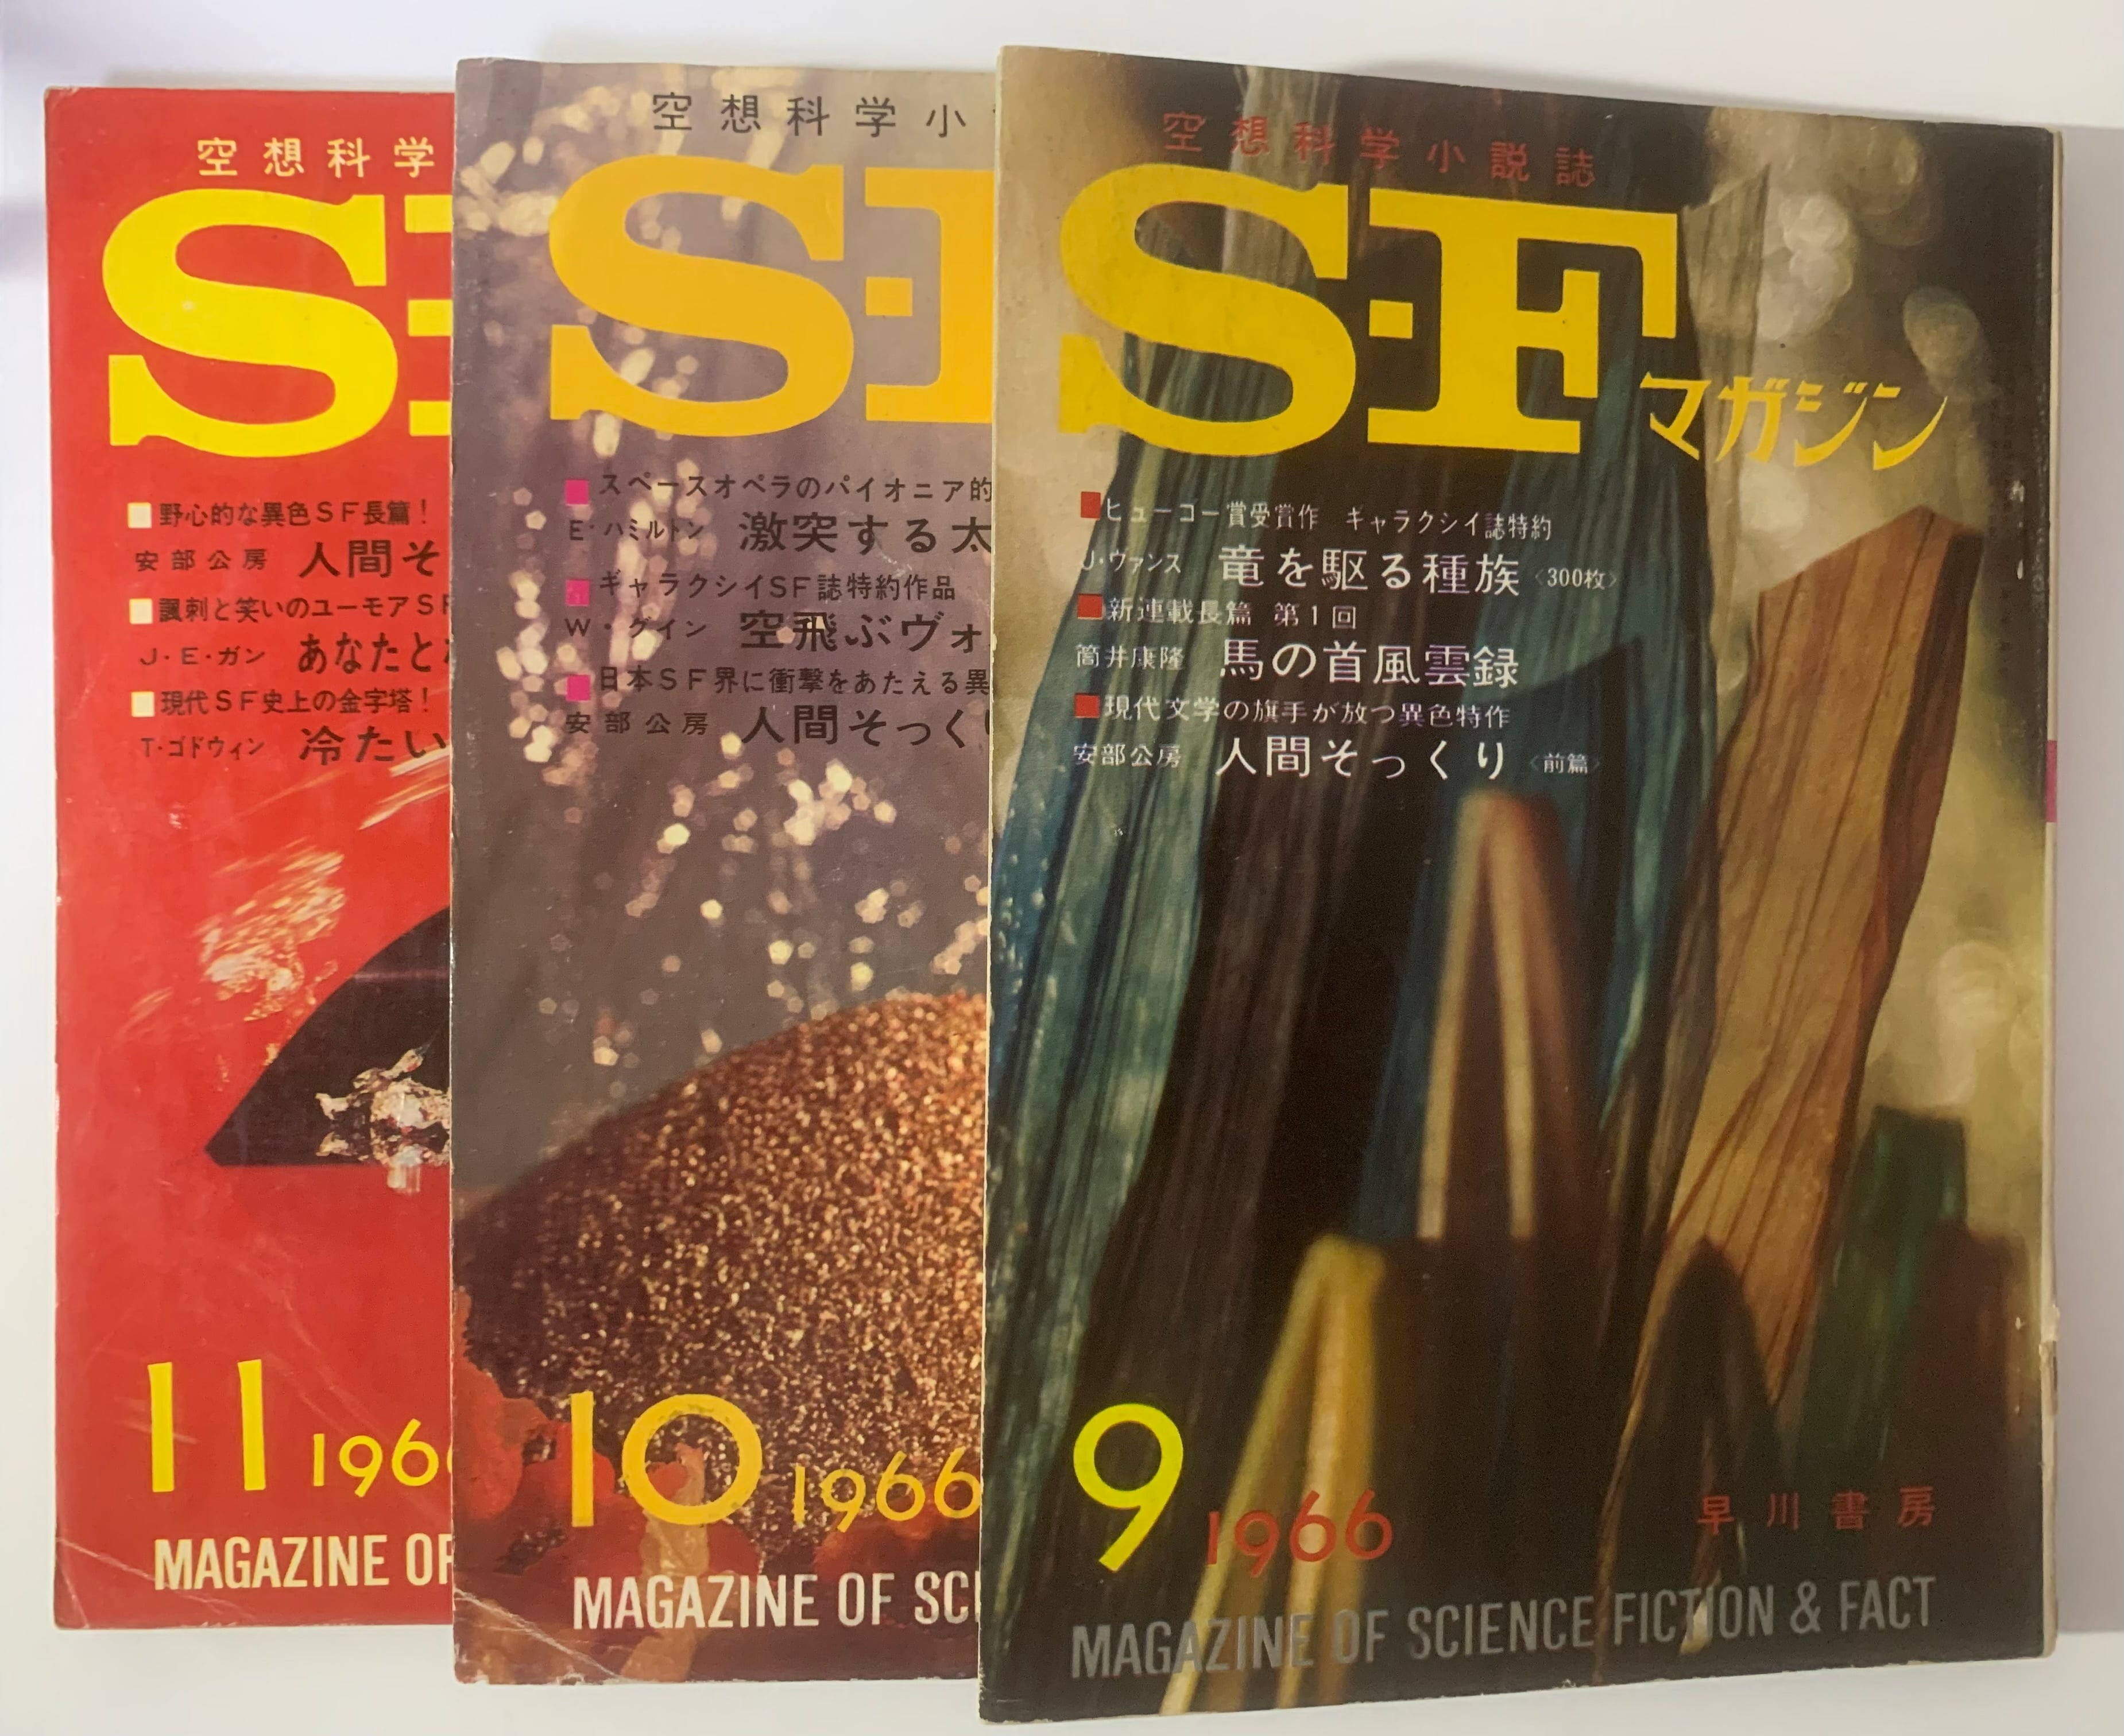 空想科学
S
■野心的な異色SF長篇!
安部公房 人間そ
■諷刺と笑いのユーモアSF
J・E・ガン あなたと
■現代SF史上の金字塔!
T・ゴドウィン 冷たい
11 196
MAGAZINE OF
空想科学小
S・F
■スペースオペラのパイオニア的
E・ハミルトン 激突する太
■ギャラクシイSF誌特約作品
W・グイン 空飛ぶヴォ
■日本SF界に衝撃をあたえる異
安部公房 人間そっくり
10 1966
MAGAZINE OF SCI
空想科学小説誌
S・F マガジン
■ヒューゴー賞受賞作 ギャラクシイ誌特約
J・ヴァンス 竜を駆る種族 〈300枚〉
■新連載長篇 第1回
筒井康隆 馬の首風雲録
■現代文学の旗手が放つ異色特作
安部公房 人間そっくり 〈前篇〉
9 1966
早川書房
MAGAZINE OF SCIENCE FICTION & FACT